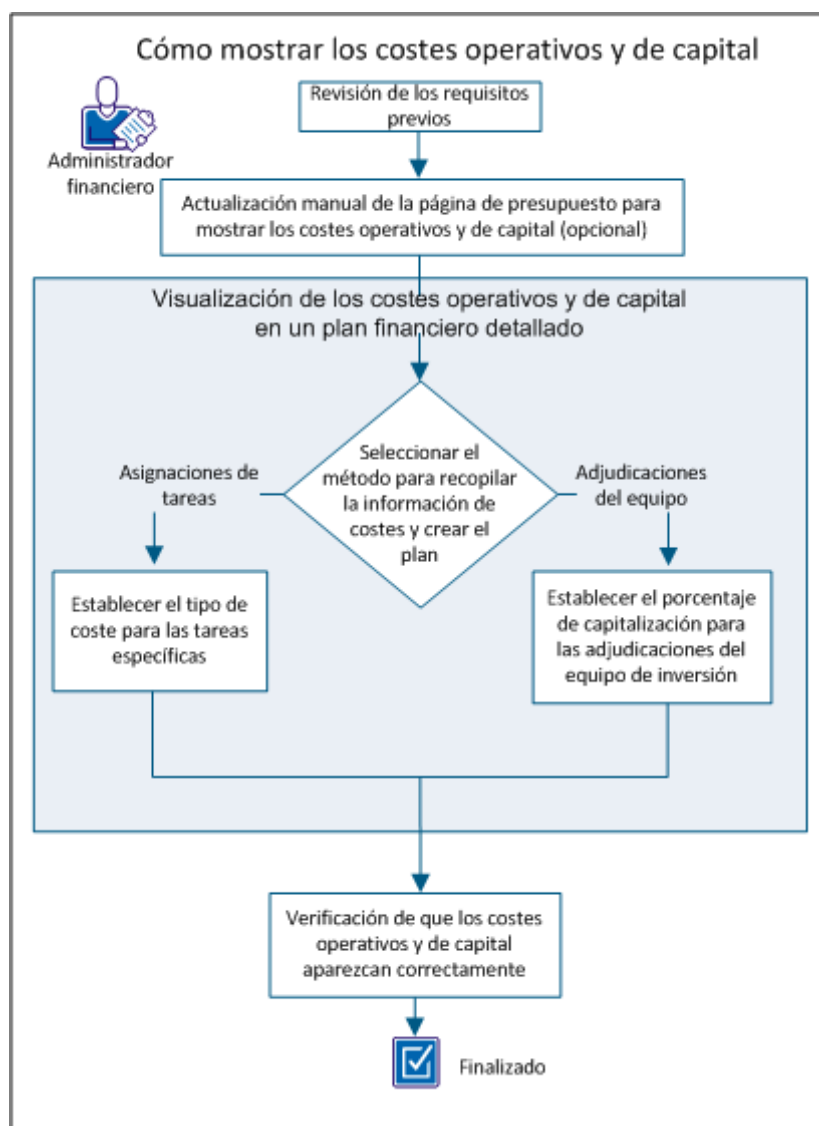 Cómo mostrar los costes operativos y de capital
Administrador
financiero
Revisión de los requisitos
previos
Actualización manual de la página de presupuesto para
mostrar los costes operativos y de capital (opcional)
Visualización de los costes operativos y de capital
en un plan financiero detallado
Seleccionar el
método para recopilar
la información de
costes y crear el
plan
Asignaciones de
tareas
Adjudicaciones
del equipo
Establecer el tipo de
coste para las tareas
específicas
Establecer el porcentaje
de capitalización para
las adjudicaciones del
equipo de inversión
Verificación de que los costes
operativos y de capital
aparezcan correctamente
Finalizado